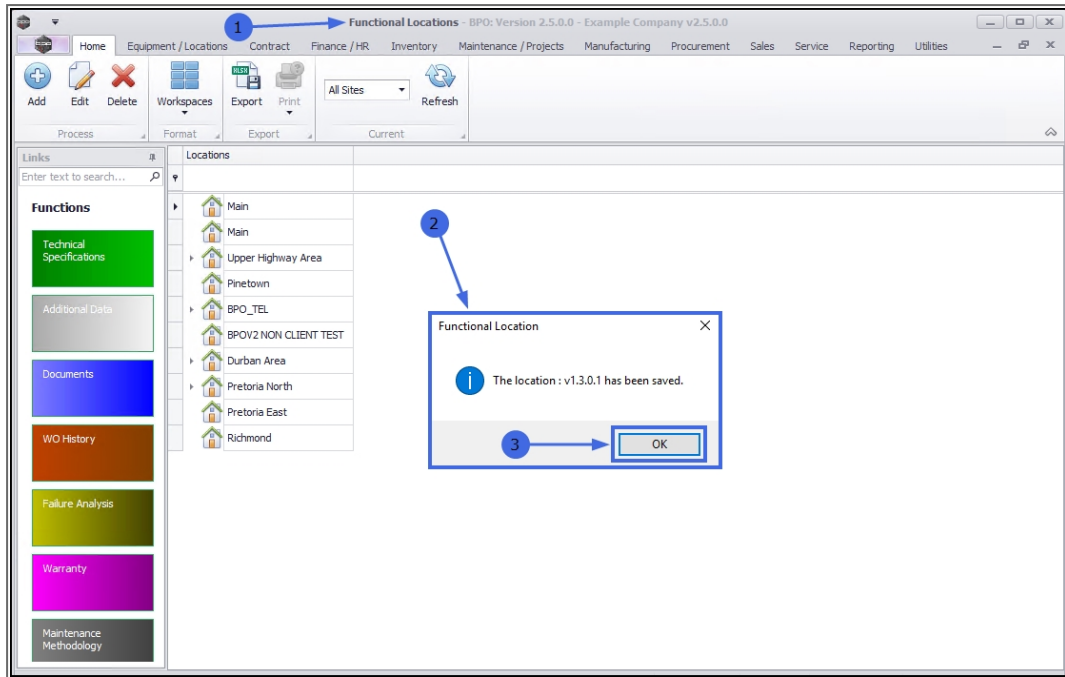 1
Functional Locations - BPO: Version 2.5.0.0 - Example Company v2.5.0.0
Home Equipment / Locations Contract Finance / HR Inventory Maintenance / Projects Manufacturing Procurement Sales Service Reporting Utilities
XLSX
All Sites
Add Edit Delete Workspaces Export Print Refresh
Process Format Export Current
Links
Locations
Enter text to search...
Functions
Technical
Specifications
Additional Data
Documents
WO History
Failure Analysis
Warranty
Maintenance
Methodology
Main
Main
Upper Highway Area
Pinetown
BPO_TEL
BPOV2 NON CLIENT TEST
Durban Area
Pretoria North
Pretoria East
Richmond
2
Functional Location
The location : v1.3.0.1 has been saved.
3
OK